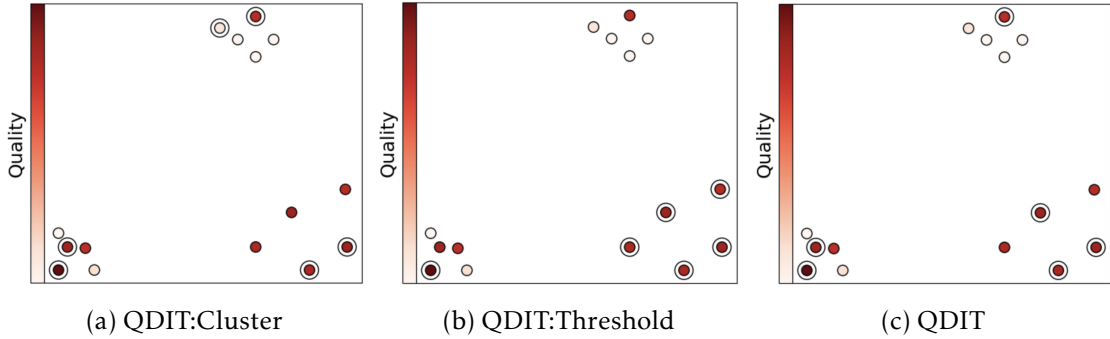 Quality
Quality
Quality
(a) QDIT:Cluster
(b) QDIT:Threshold
(c) QDIT